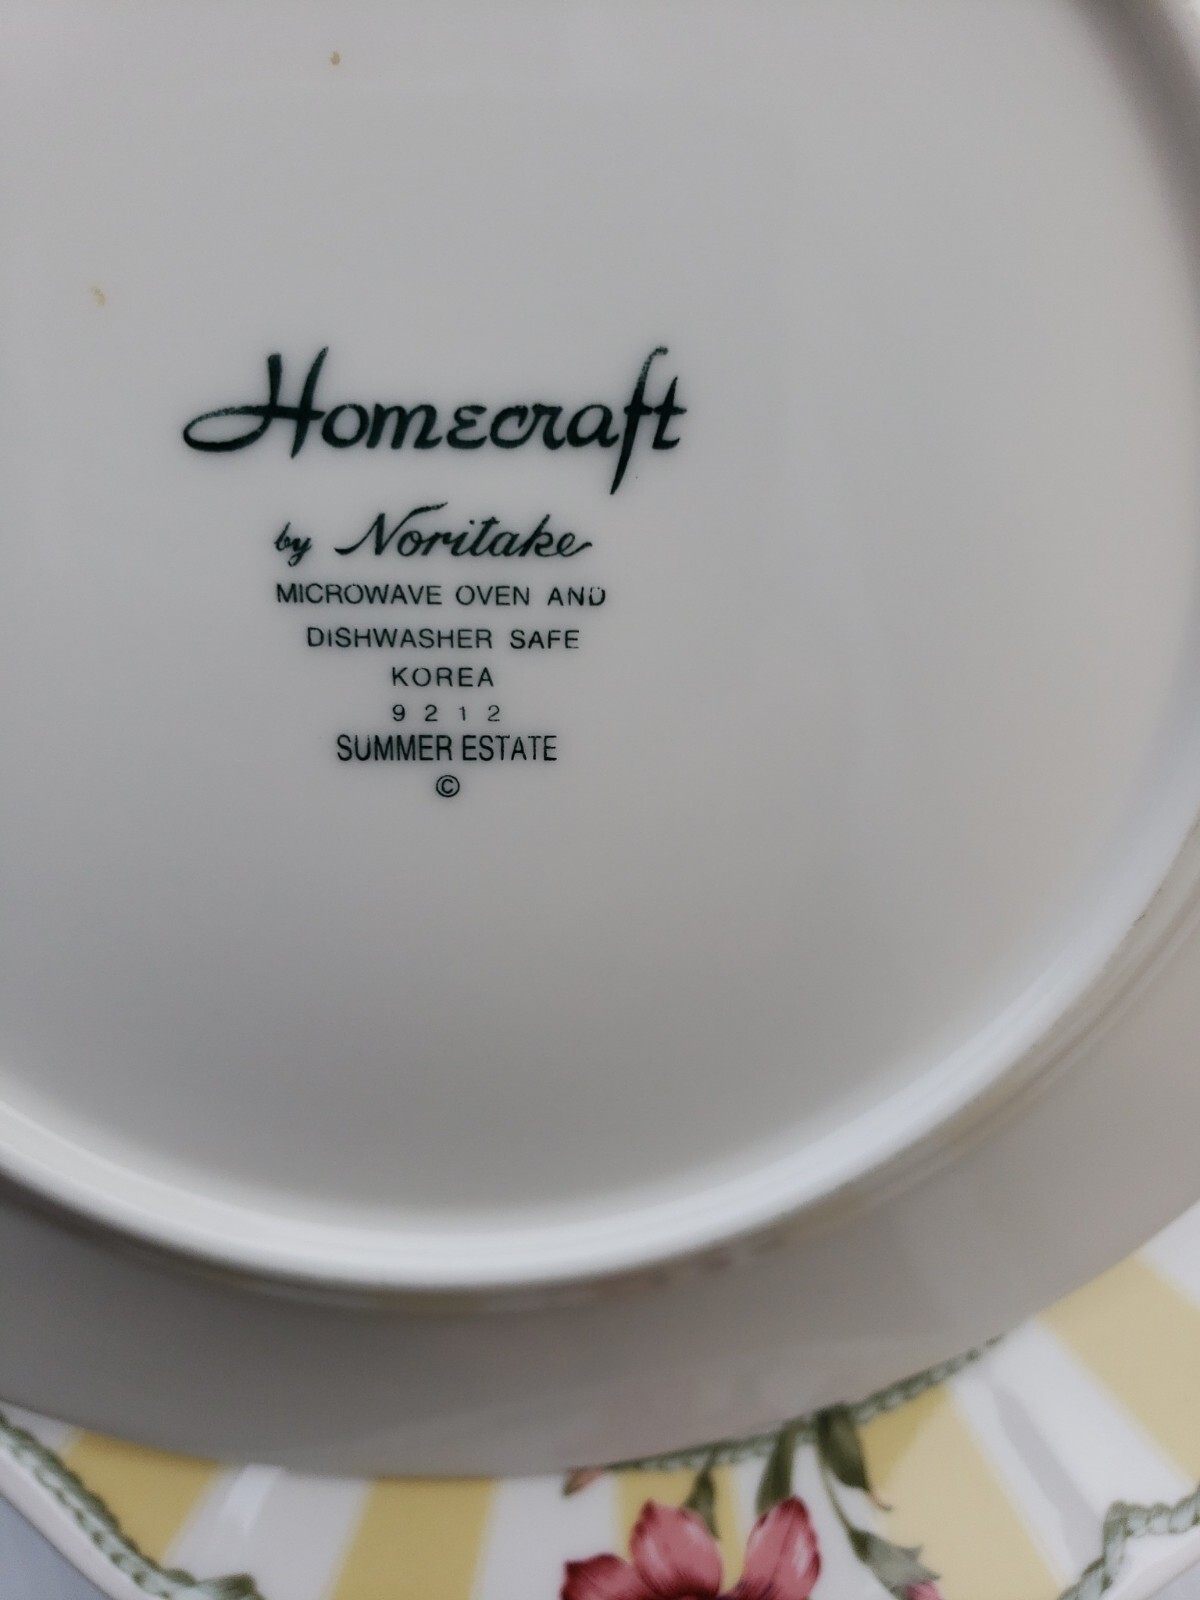 Homecraft
by Noritake
MICROWAVE OVEN AND
DISHWASHER SAFE
KOREA
9212
SUMMER ESTATE
©